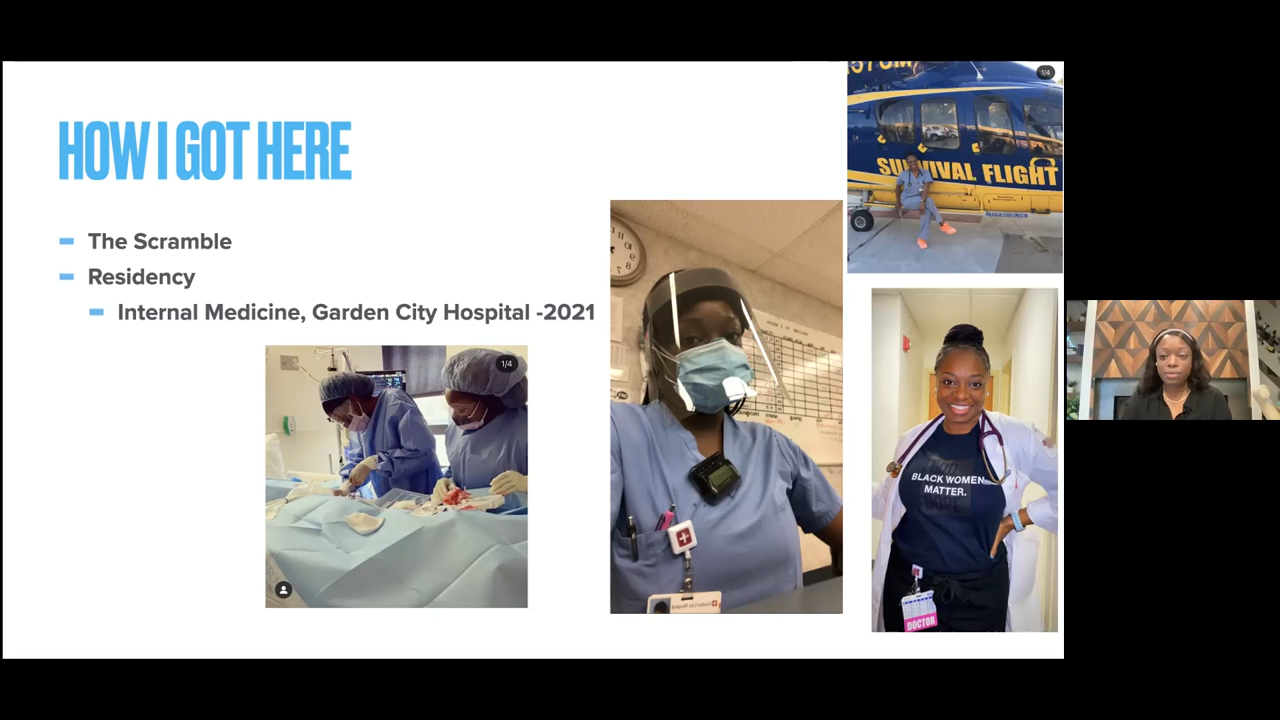 HOW I GOT HERE
The Scramble
Residency
Internal Medicine, Garden City Hospital -2021
1/4
1/4
SURVIVAL FLIGHT
BLACK WOMEN
MATTER.
DOCTOR